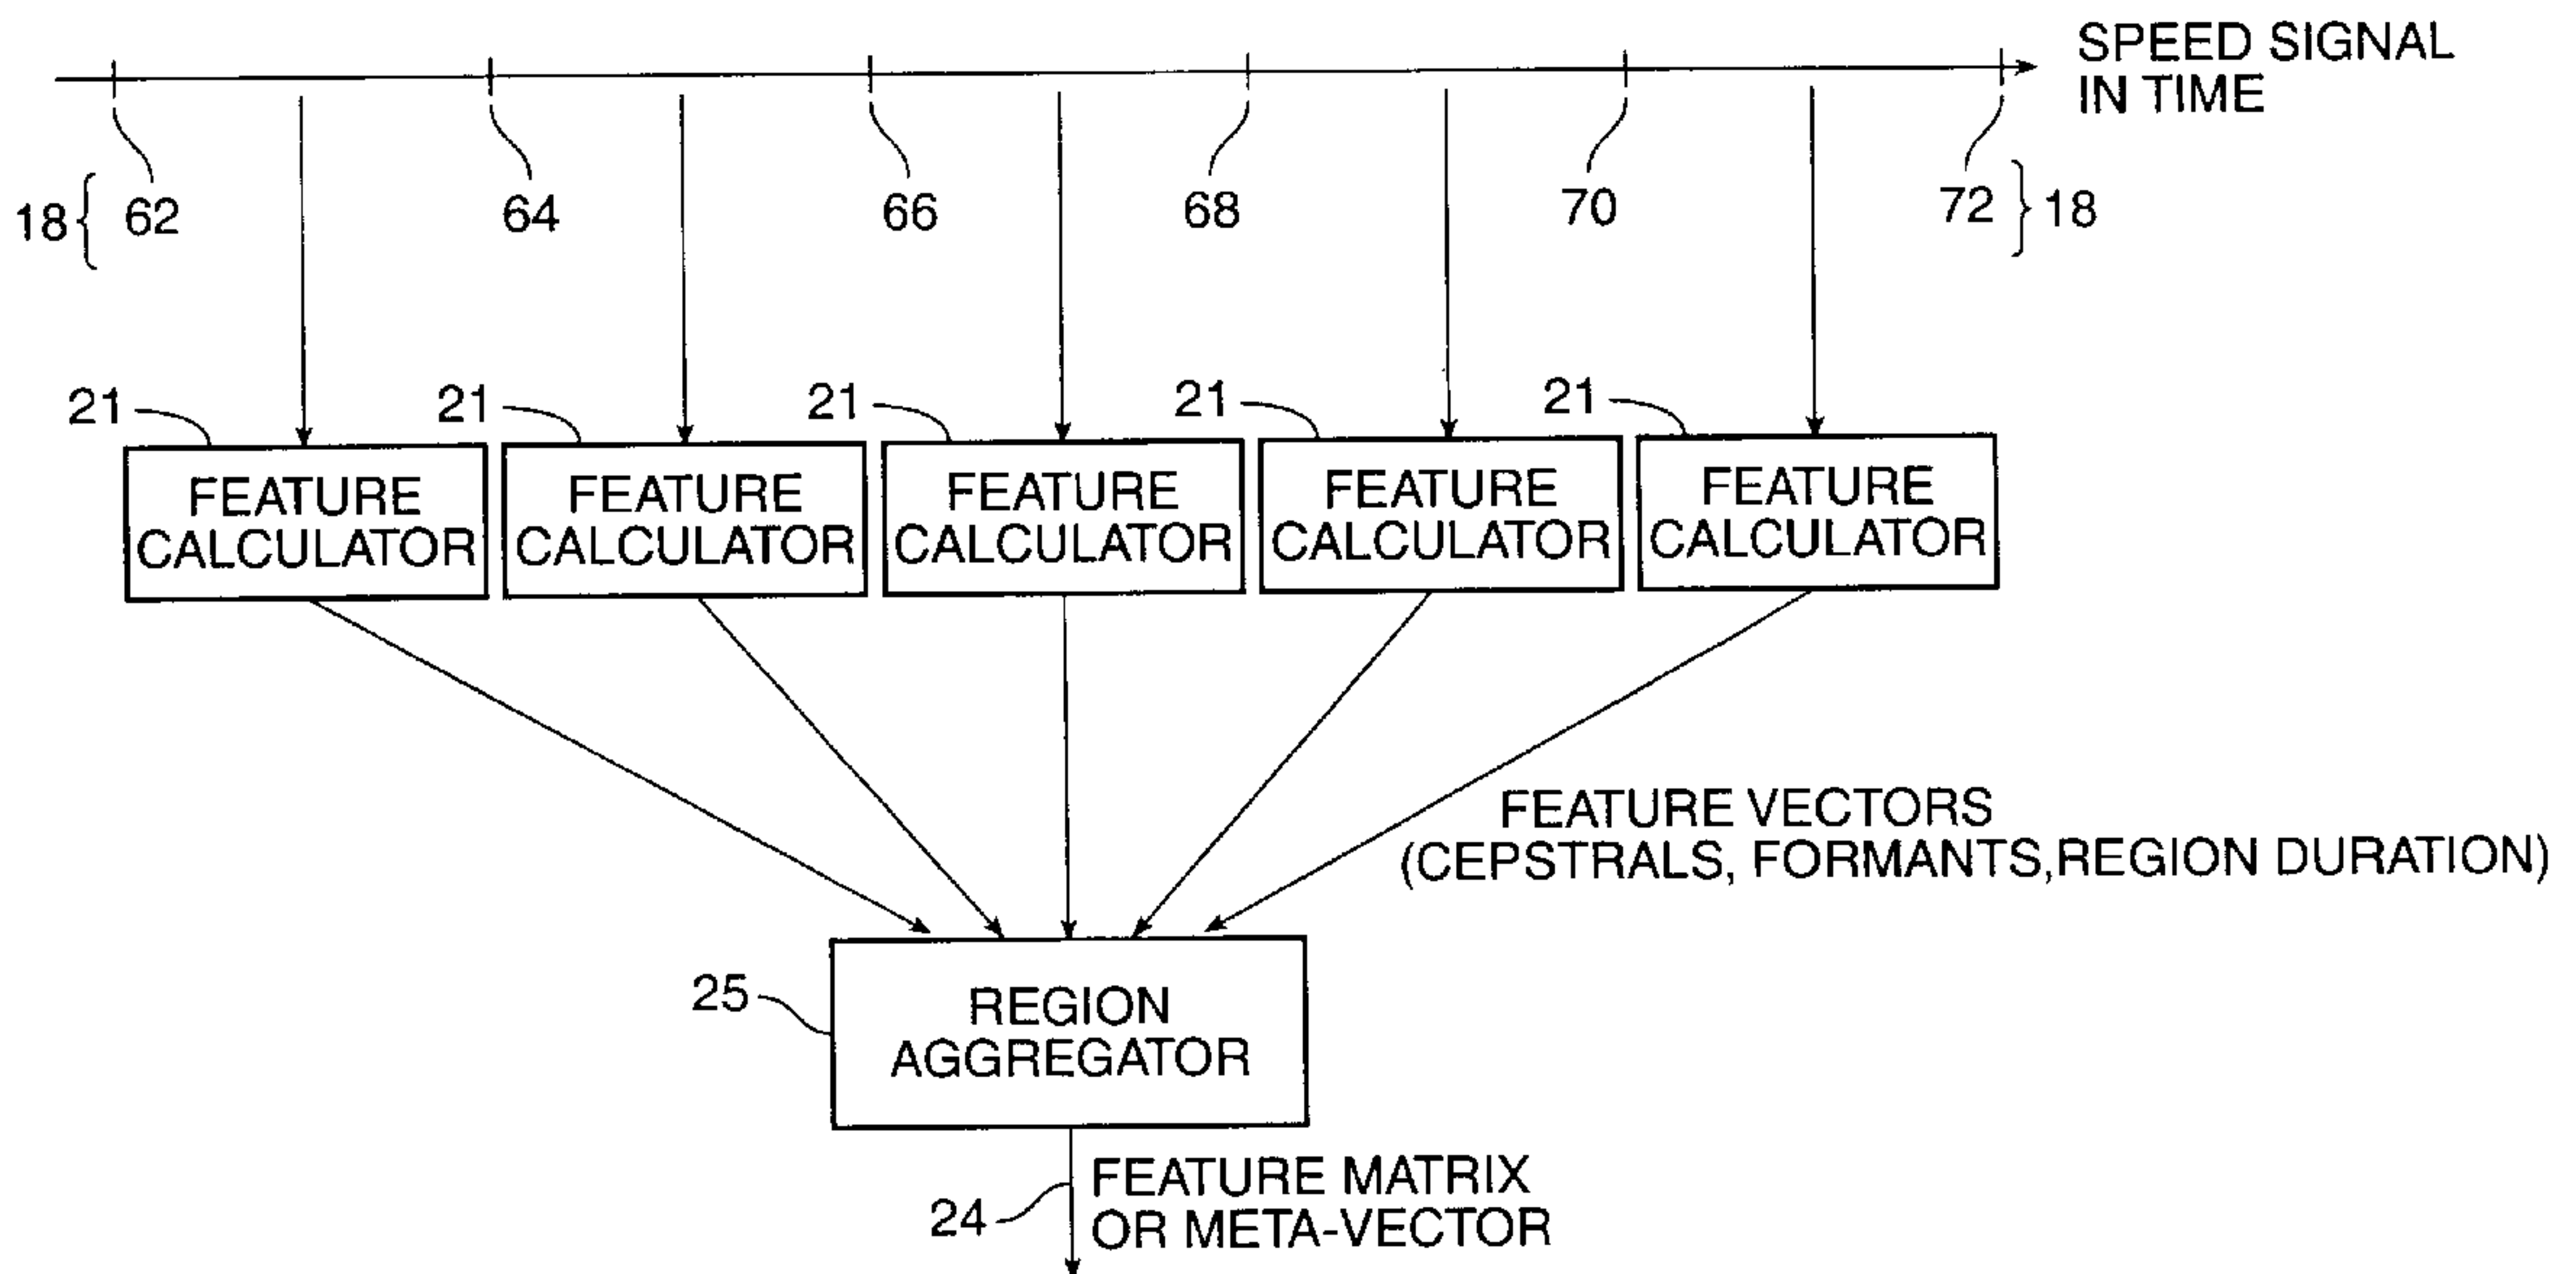 SPEED SIGNAL
IN TIME
18 { 62 64 66 68 70 72 } 18
21 21 21 21 21
FEATURE CALCULATOR
FEATURE CALCULATOR
FEATURE CALCULATOR
FEATURE CALCULATOR
FEATURE CALCULATOR
FEATURE VECTORS
(CEPSTRALS, FORMANTS,REGION DURATION)
25
REGION
AGGREGATOR
24
FEATURE MATRIX
OR META-VECTOR